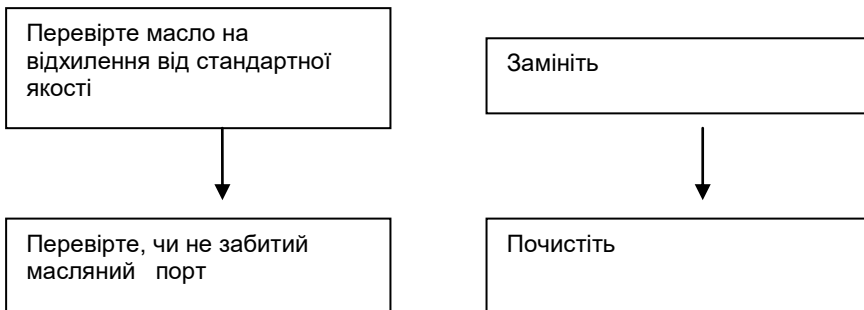 Перевірте масло на
відхилення від стандартної
якості
Замініть
Перевірте, чи не забитий
масляний порт
Почистіть